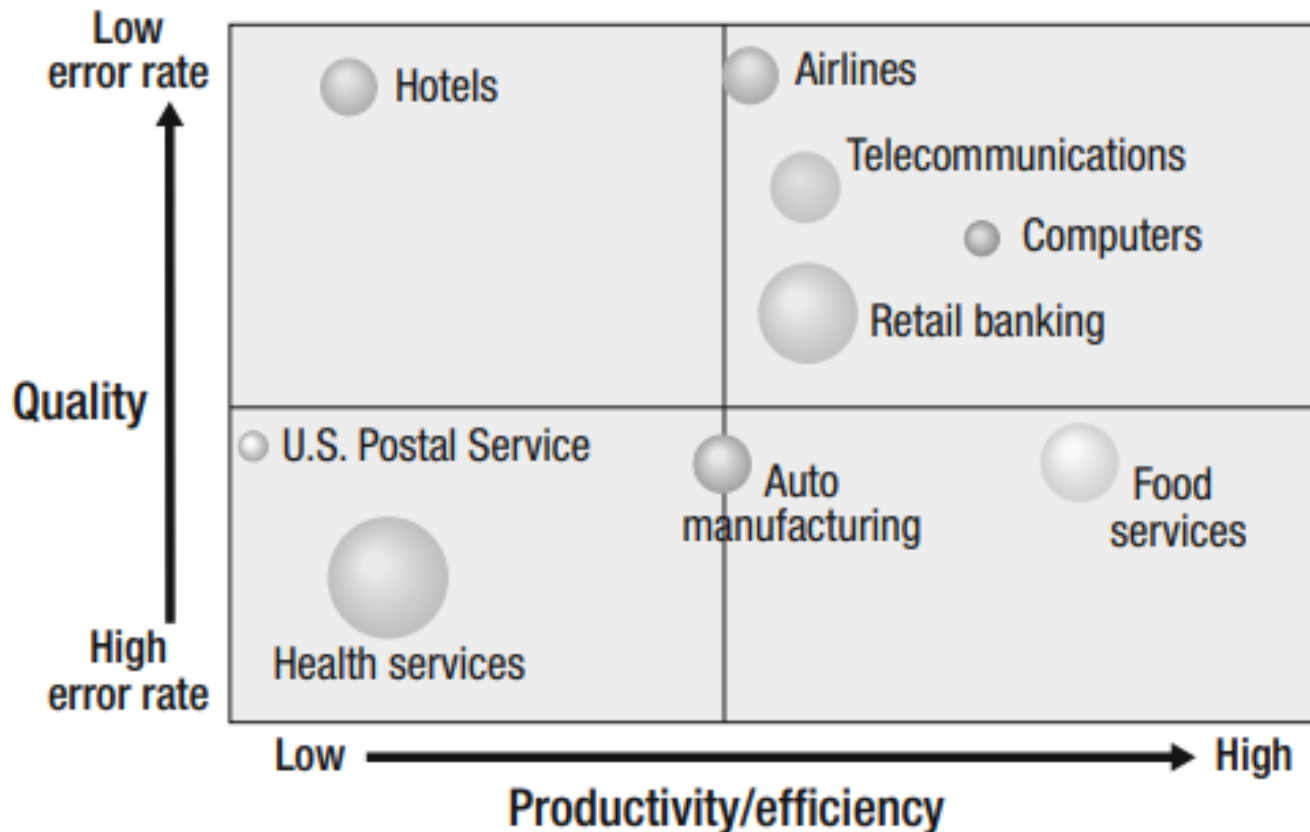 Low
error rate
Hotels
Airlines
Telecommunications
Computers
Retail banking
Quality
U.S. Postal Service
Auto
manufacturing
Food
services
Health services
High
error rate
Low
High
Productivity/efficiency